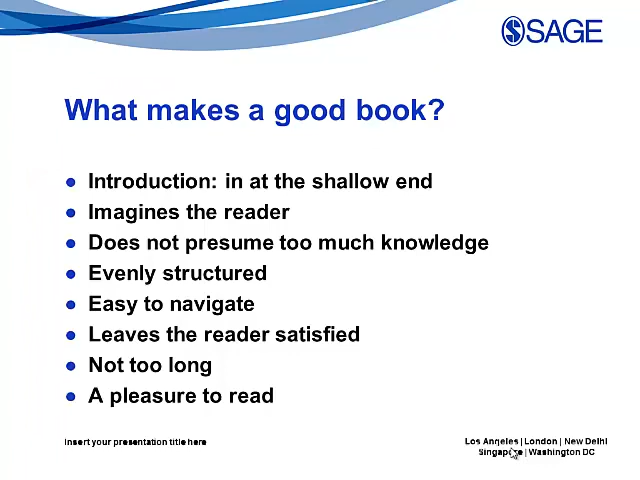 SAGE
What makes a good book?
Introduction: in at the shallow end
Imagines the reader
Does not presume too much knowledge
Evenly structured
Easy to navigate
Leaves the reader satisfied
Not too long
A pleasure to read
Insert your presentation title here
Los Angeles | London | New Delhi
Singapore | Washington DC